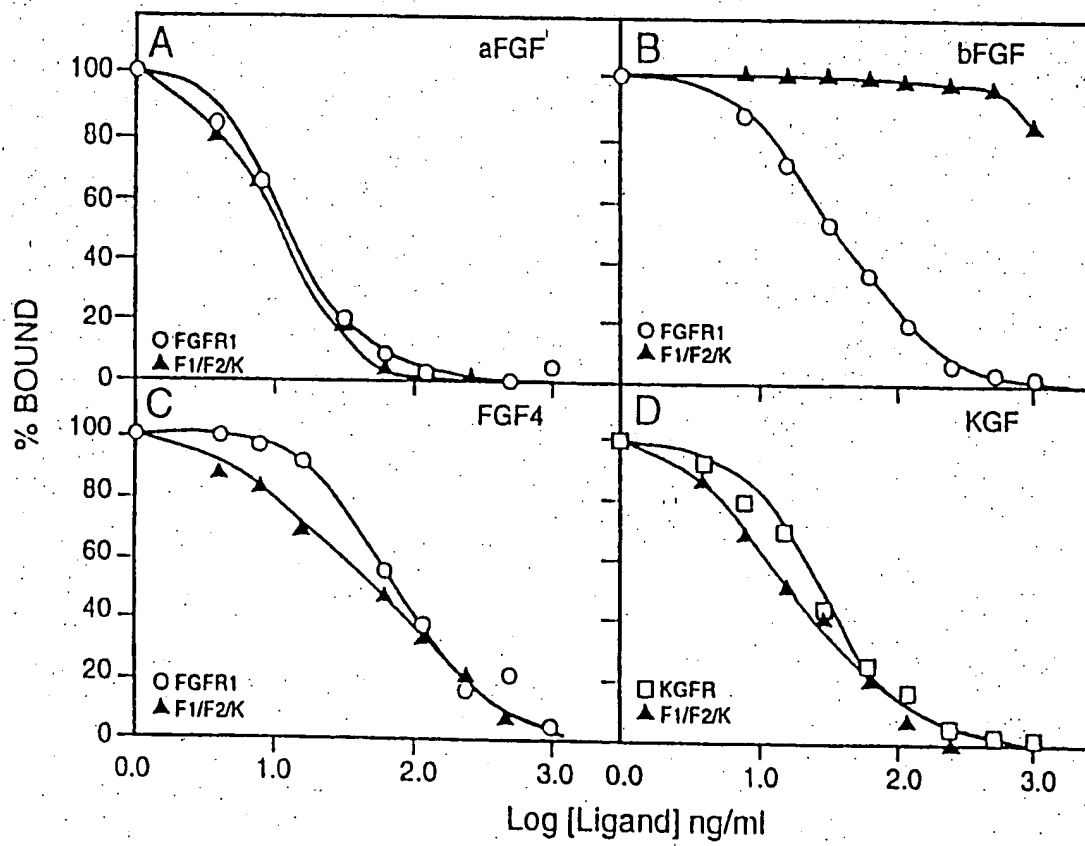 A aFGF
B bFGF
100
80
60
40
20
0
○ FGFR1
▲ F1/F2/K
○ FGFR1
▲ F1/F2/K
% BOUND
C FGF4
D KGF
100
80
60
40
20
0
○ FGFR1
▲ F1/F2/K
□ KGFR
▲ F1/F2/K
0.0 1.0 2.0 3.0
0.0 1.0 2.0 3.0
Log [Ligand] ng/ml